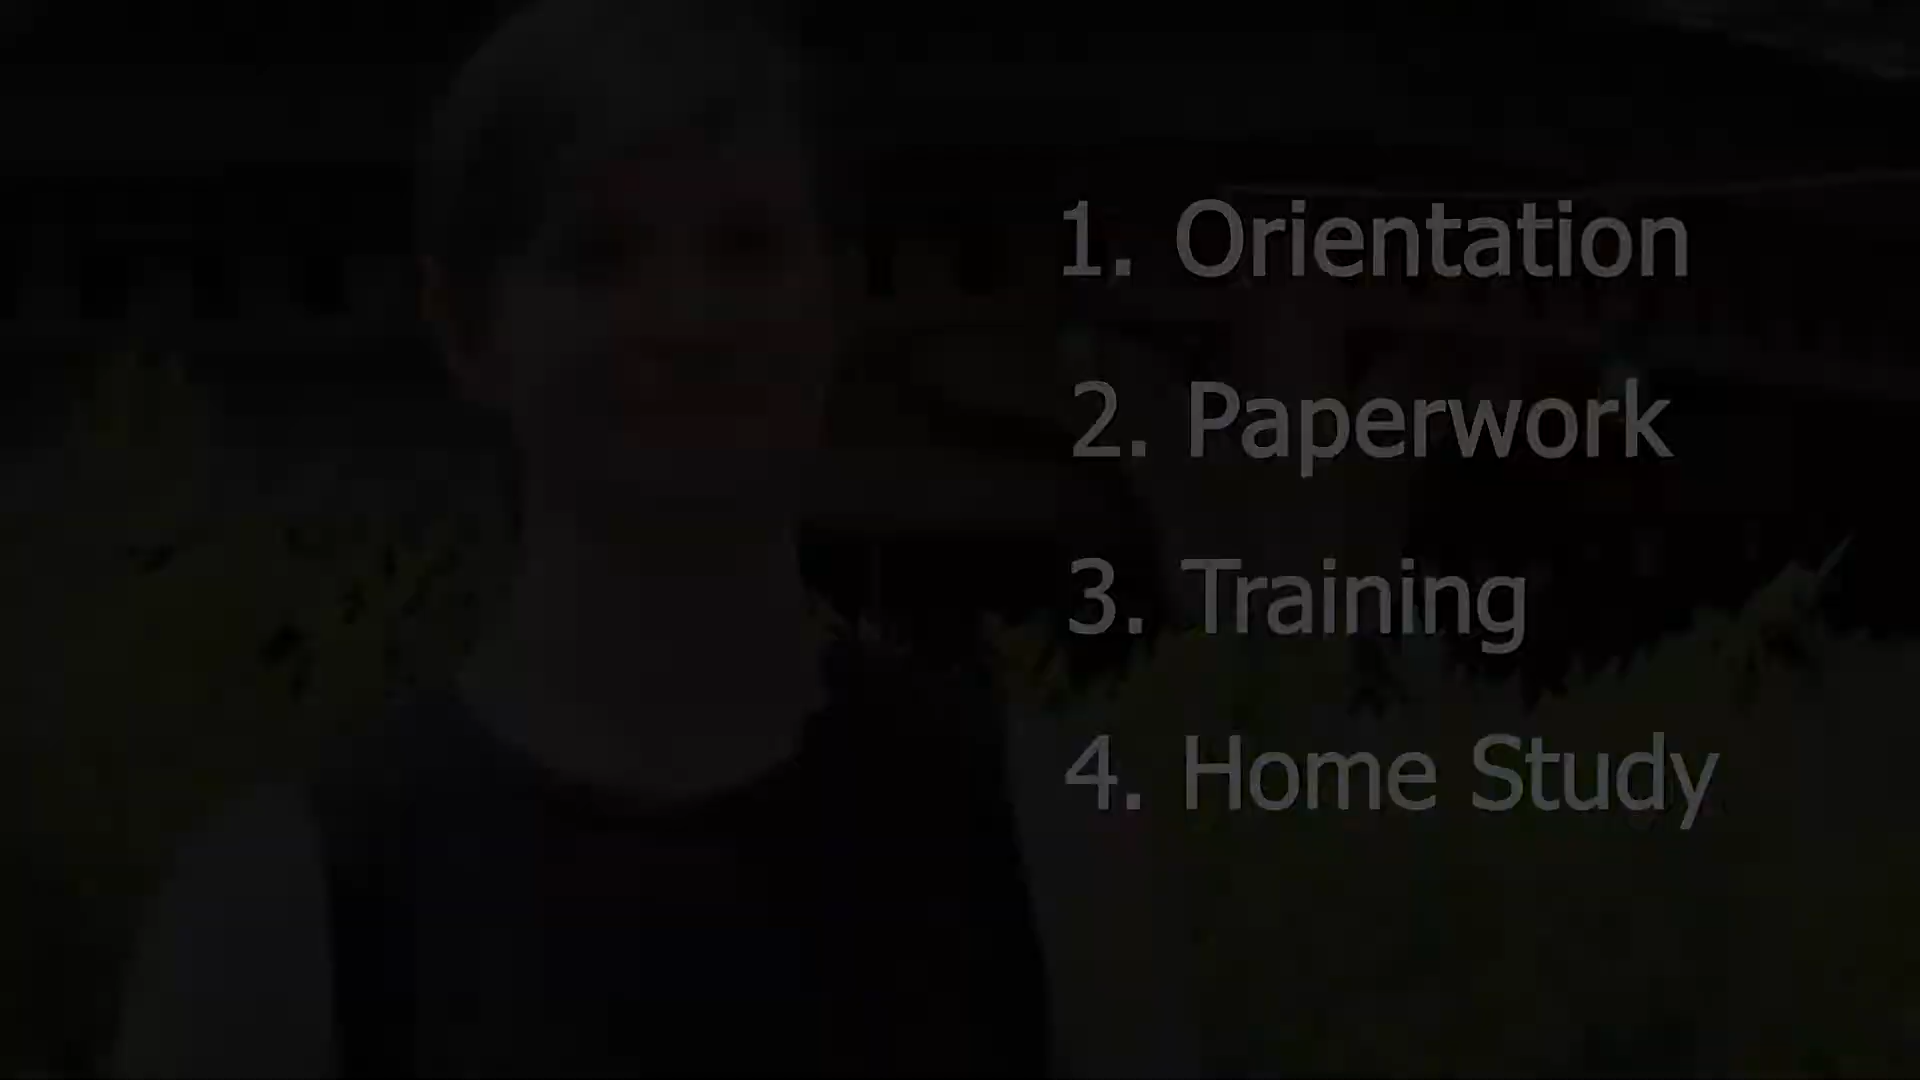 1. Orientation
2. Paperwork
3. Training
4. Home Study